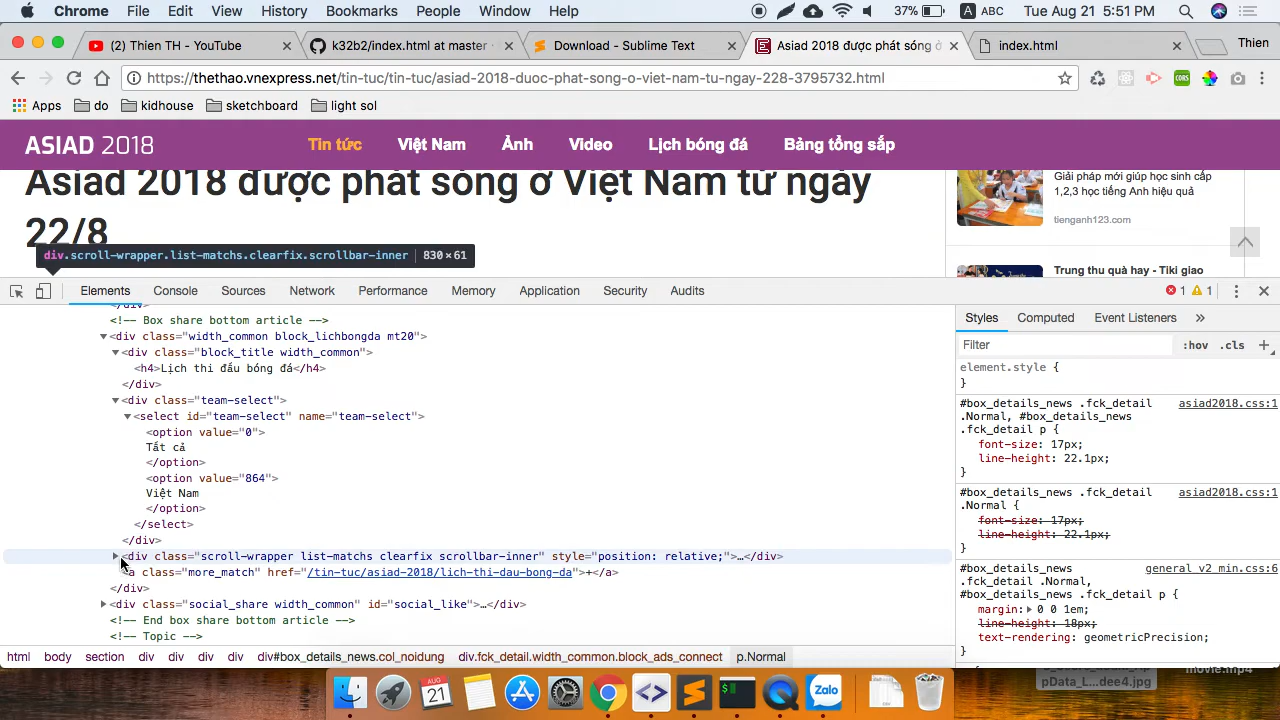 Chrome File Edit View History Bookmarks People Window Help 37% A ABC Tue Aug 21 5:51 PM
(2) Thien TH - YouTube
k32b2/index.html at master
Download - Sublime Text
Asiad 2018 được phát sóng ở
index.html
Thien
https://thethao.vnexpress.net/tin-tuc/tin-tuc/asiad-2018-duoc-phat-song-o-viet-nam-tu-ngay-228-3795732.html
Apps do kidhouse sketchboard light sol
ASIAD 2018 Tin tức Việt Nam Ảnh Video Lịch bóng đá Bảng tổng sắp
Asiad 2018 được phát sóng ở Việt Nam từ ngày
22/8
Giải pháp mới giúp học sinh cấp
1,2,3 học tiếng Anh hiệu quả
tienganh123.com
Trung thu quà hay - Tiki giao
div.scroll-wrapper.list-matchs.clearfix.scrollbar-inner | 830×61
Elements Console Sources Network Performance Memory Application Security Audits 1 1
</div>
<!-- Box share bottom article -->
<div class="width_common block_lichbongda mt20">
<div class="block_title width_common">
<h4>Lịch thi đấu bóng đá</h4>
</div>
<div class="team-select">
<select id="team-select" name="team-select">
<option value="0">
Tất cả
</option>
<option value="864">
Việt Nam
</option>
</select>
</div>
<div class="scroll-wrapper list-matchs clearfix scrollbar-inner" style="position: relative;">…</div>
<a class="more_match" href="/tin-tuc/asiad-2018/lich-thi-dau-bong-da">+</a>
</div>
<div class="social_share width_common" id="social_like">…</div>
<!-- End box share bottom article -->
<!-- Topic -->
html body section div div div div div#box_details_news.col_noidung div.fck_detail.width_common.block_ads_connect p.Normal
Styles Computed Event Listeners »
Filter :hov .cls +
element.style {
}
#box_details_news .fck_detail asiad2018.css:1
.Normal, #box_details_news
.fck_detail p {
font-size: 17px;
line-height: 22.1px;
}
#box_details_news .fck_detail asiad2018.css:1
.Normal {
font-size: 17px;
line-height: 22.1px;
}
#box_details_news general_v2_min.css:6
.fck_detail .Normal,
#box_details_news .fck_detail p {
margin: 0 0 1em;
line-height: 18px;
text-rendering: geometricPrecision;
}
AUG
21
Zalo
pData_L...dee4.jpg
movie.mp4